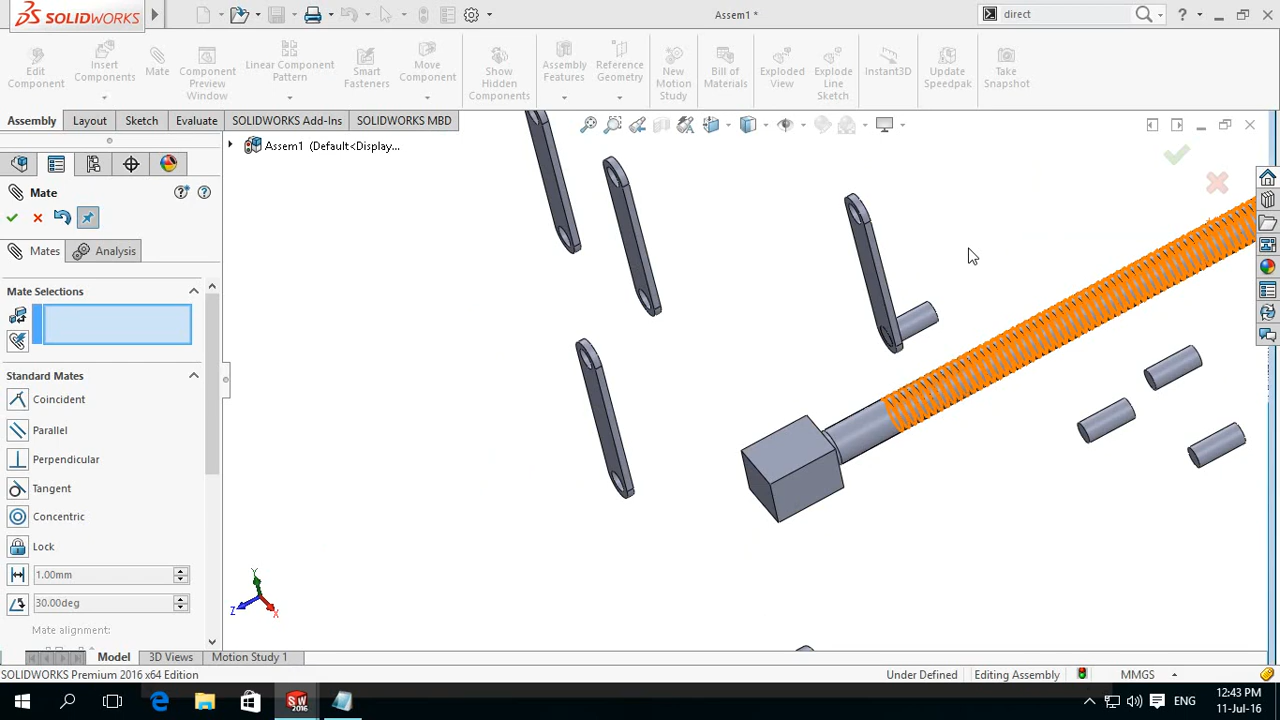 SOLIDWORKS
Assem1 *
direct
Edit
Component
Insert
Components
Mate
Component
Preview
Window
Linear Component
Pattern
Smart
Fasteners
Move
Component
Show
Hidden
Components
Assembly
Features
Reference
Geometry
New
Motion
Study
Bill of
Materials
Exploded
View
Explode
Line
Sketch
Instant3D
Update
Speedpak
Take
Snapshot
Assembly
Layout
Sketch
Evaluate
SOLIDWORKS Add-Ins
SOLIDWORKS MBD
Assem1 (Default<Display...
Mate
Mates
Analysis
Mate Selections
Standard Mates
Coincident
Parallel
Perpendicular
Tangent
Concentric
Lock
1.00mm
30.00deg
Mate alignment:
Y
Z
X
Model
3D Views
Motion Study 1
SOLIDWORKS Premium 2016 x64 Edition
Under Defined
Editing Assembly
MMGS
SW
2016
ENG
12:43 PM
11-Jul-16